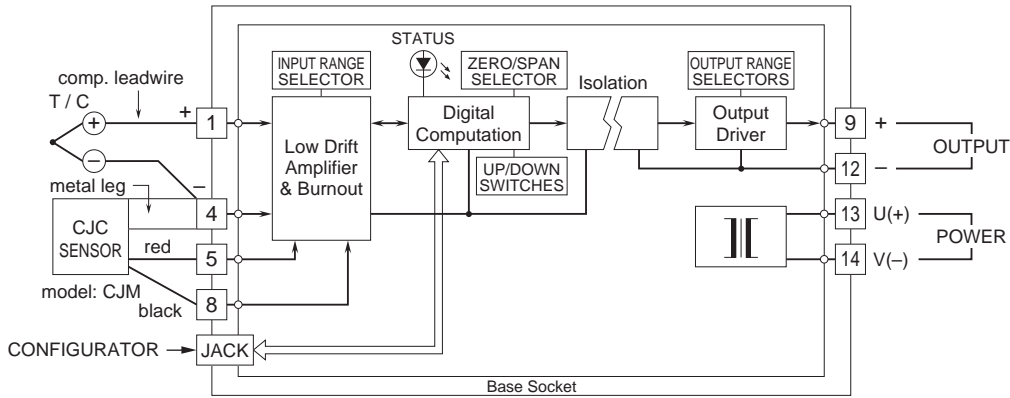 STATUS
INPUT RANGE
SELECTOR
ZERO/SPAN
SELECTOR
Isolation
OUTPUT RANGE
SELECTORS
comp. leadwire
T / C
+
+
1
Low Drift
Amplifier
& Burnout
Digital
Computation
Output
Driver
9
+
OUTPUT
–
–
metal leg
4
UP/DOWN
SWITCHES
12
–
CJC
SENSOR
red
5
13
U(+)
POWER
14
V(–)
model: CJM
black
8
CONFIGURATOR
JACK
Base Socket